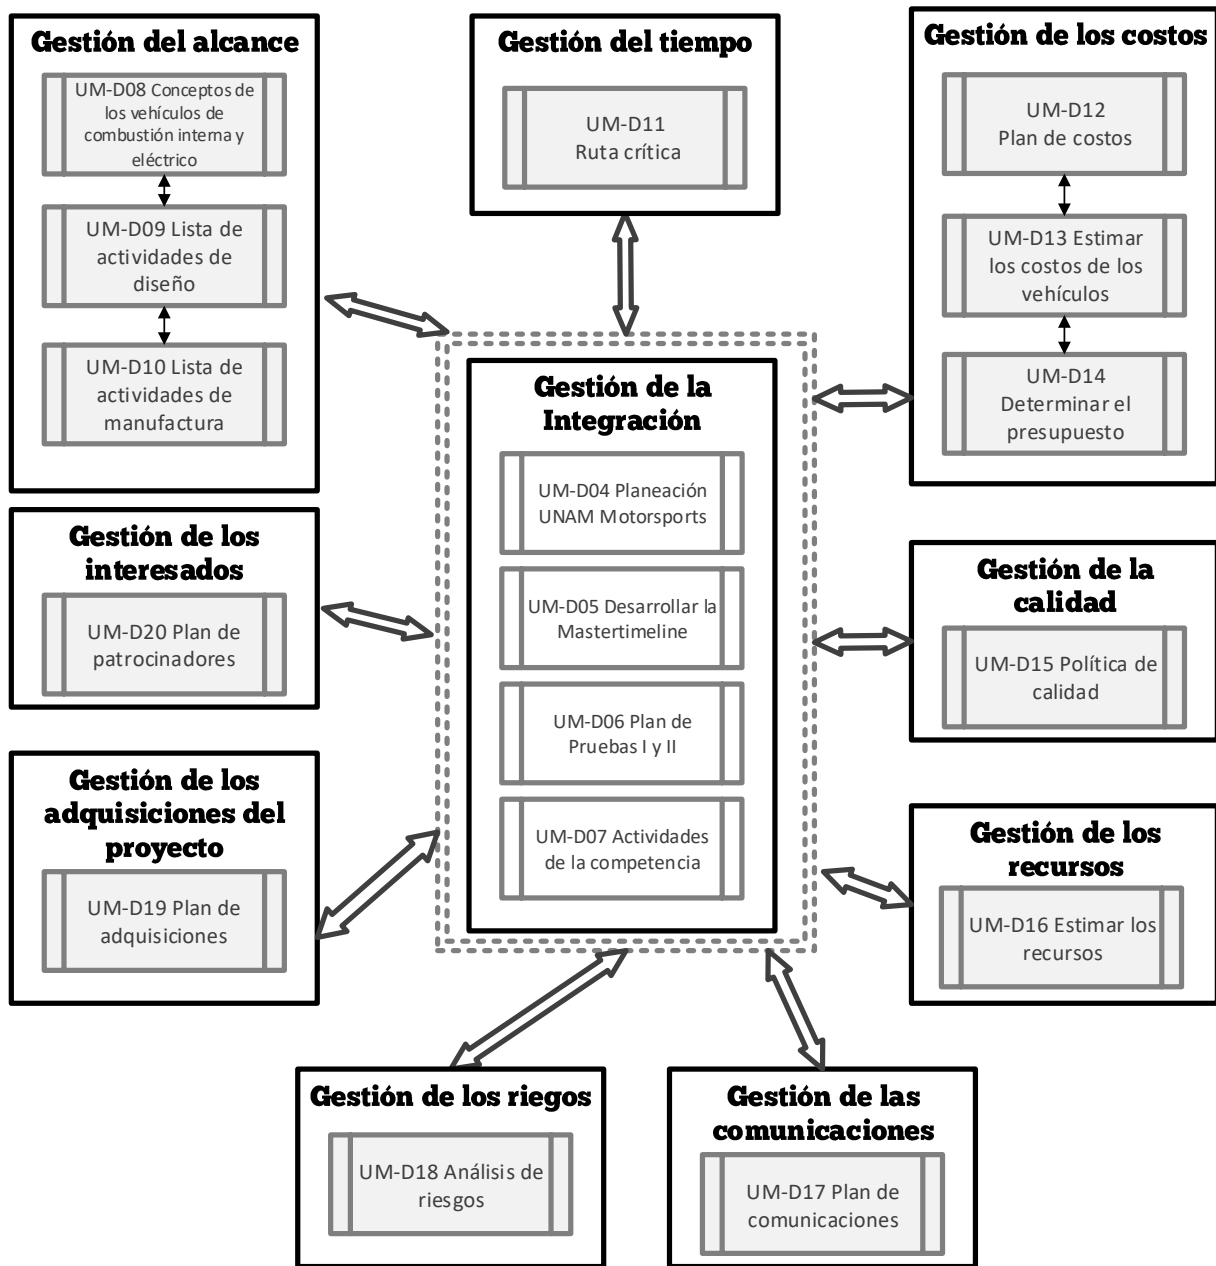 Gestión del alcance
UM-D08 Conceptos de
los vehículos de
combustión interna y
eléctrico
UM-D09 Lista de
actividades de
diseño
UM-D10 Lista de
actividades de
manufactura
Gestión del tiempo
UM-D11
Ruta crítica
Gestión de los costos
UM-D12
Plan de costos
UM-D13 Estimar
los costos de los
vehículos
UM-D14
Determinar el
presupuesto
Gestión de la
Integración
UM-D04 Planeación
UNAM Motorsports
UM-D05 Desarrollar la
Mastertimeline
UM-D06 Plan de
Pruebas I y II
UM-D07 Actividades
de la competencia
Gestión de los
interesados
UM-D20 Plan de
patrocinadores
Gestión de la
calidad
UM-D15 Política de
calidad
Gestión de los
adquisiciones del
proyecto
UM-D19 Plan de
adquisiciones
Gestión de los
recursos
UM-D16 Estimar los
recursos
Gestión de los riegos
UM-D18 Análisis de
riesgos
Gestión de las
comunicaciones
UM-D17 Plan de
comunicaciones